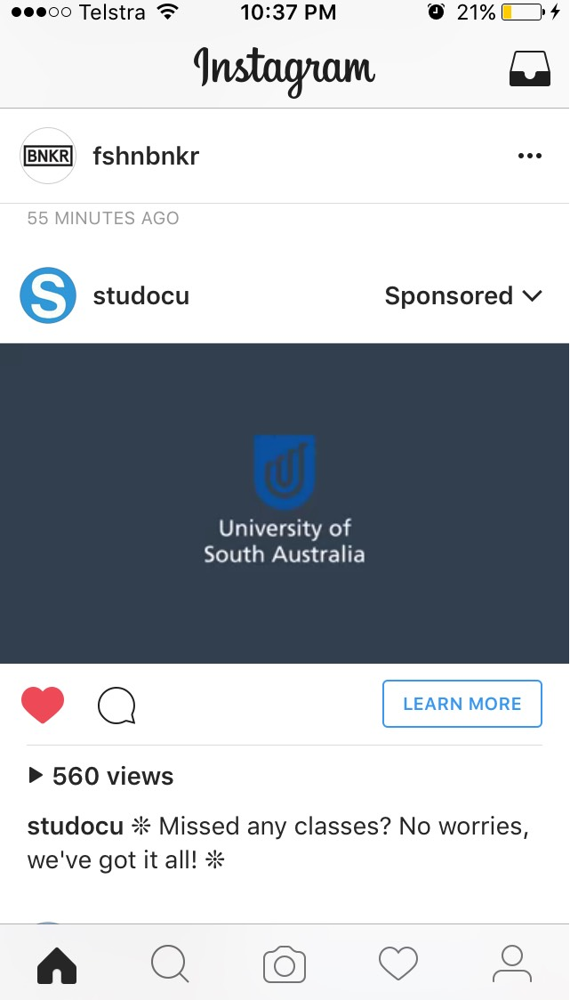 Telstra 10:37 PM 21%
Instagram
BNKR fshnbnkr
55 MINUTES AGO
S studocu Sponsored
University of
South Australia
LEARN MORE
560 views
studocu ❊ Missed any classes? No worries,
we've got it all! ❊